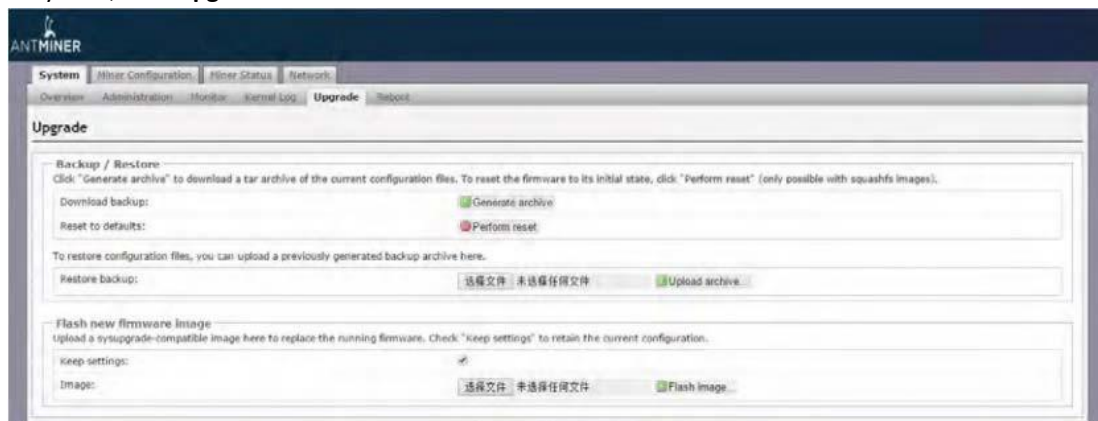 ANTMINER
System Miner Configuration Miner Status Network
Overview Administration Monitor Kernel Log Upgrade Reboot
Upgrade
Backup / Restore
Click "Generate archive" to download a tar archive of the current configuration files. To reset the firmware to its initial state, click "Perform reset" (only possible with squashfs images).
Download backup: Generate archive
Reset to defaults: Perform reset
To restore configuration files, you can upload a previously generated backup archive here.
Restore backup: 选择文件 未选择任何文件 Upload archive...
Flash new firmware image
Upload a sysupgrade-compatible image here to replace the running firmware. Check "Keep settings" to retain the current configuration.
Keep settings:
Image: 选择文件 未选择任何文件 Flash image...